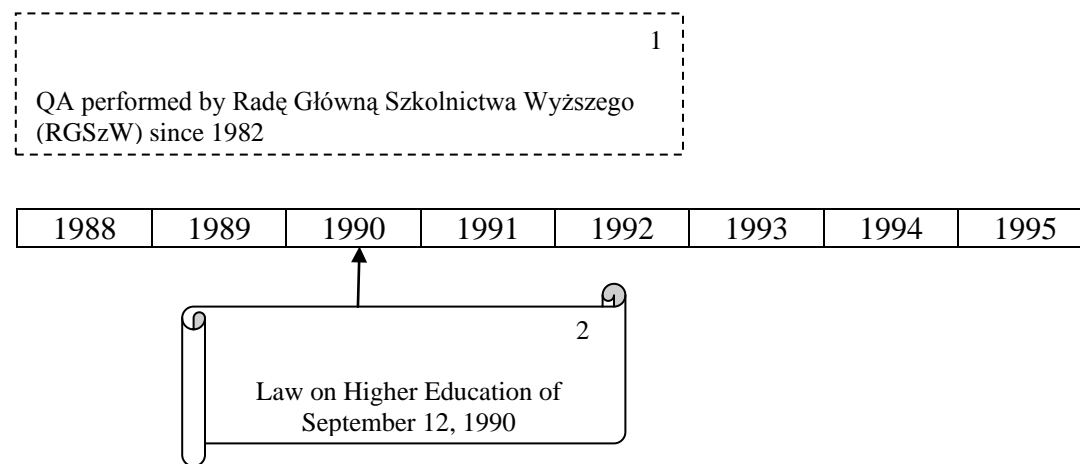 1
QA performed by Radę Główną Szkolnictwa Wyższego
(RGSzW) since 1982
1988 1989 1990 1991 1992 1993 1994 1995
2
Law on Higher Education of
September 12, 1990